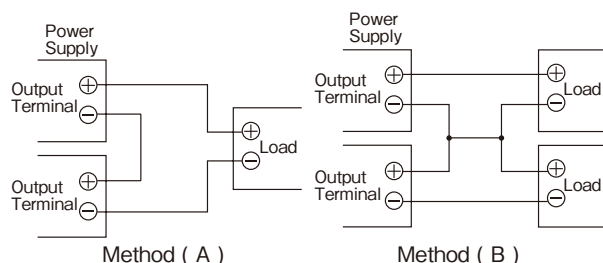 Power
Supply
Output
Terminal
+
−
Output
Terminal
+
−
+
−
Load
Method ( A )
Power
Supply
Output
Terminal
+
−
Output
Terminal
+
−
+
−
Load
+
−
Load
Method ( B )